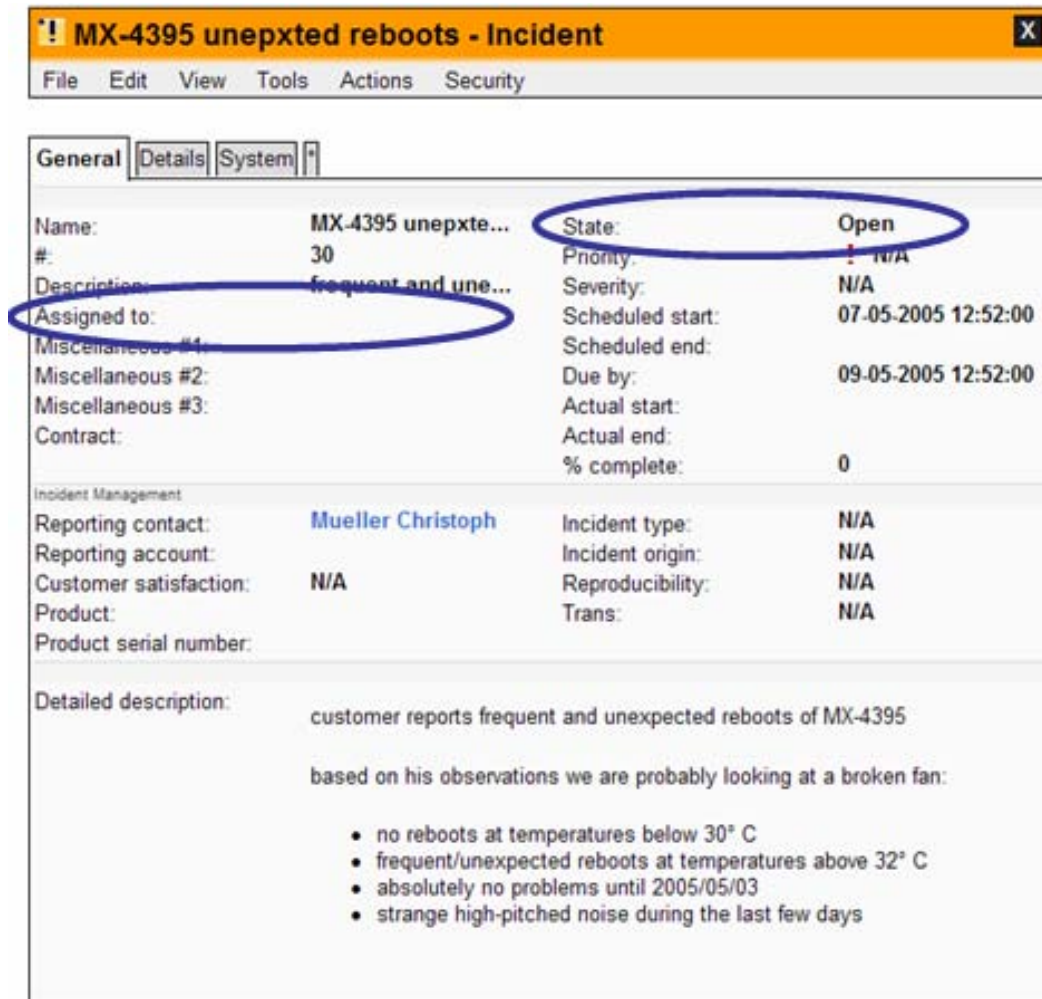 MX-4395 unepxted reboots - Incident X
File Edit View Tools Actions Security
General Details System *
Name: MX-4395 unepxte... State: Open
#: 30 Priority: ! N/A
Description: frequent and une... Severity: N/A
Assigned to: Scheduled start: 07-05-2005 12:52:00
Miscellaneous #1: Scheduled end:
Miscellaneous #2: Due by: 09-05-2005 12:52:00
Miscellaneous #3: Actual start:
Contract: Actual end:
% complete: 0
Incident Management
Reporting contact: Mueller Christoph Incident type: N/A
Reporting account: Incident origin: N/A
Customer satisfaction: N/A Reproducibility: N/A
Product: Trans: N/A
Product serial number:
Detailed description:
customer reports frequent and unexpected reboots of MX-4395
based on his observations we are probably looking at a broken fan:
• no reboots at temperatures below 30° C
• frequent/unexpected reboots at temperatures above 32° C
• absolutely no problems until 2005/05/03
• strange high-pitched noise during the last few days